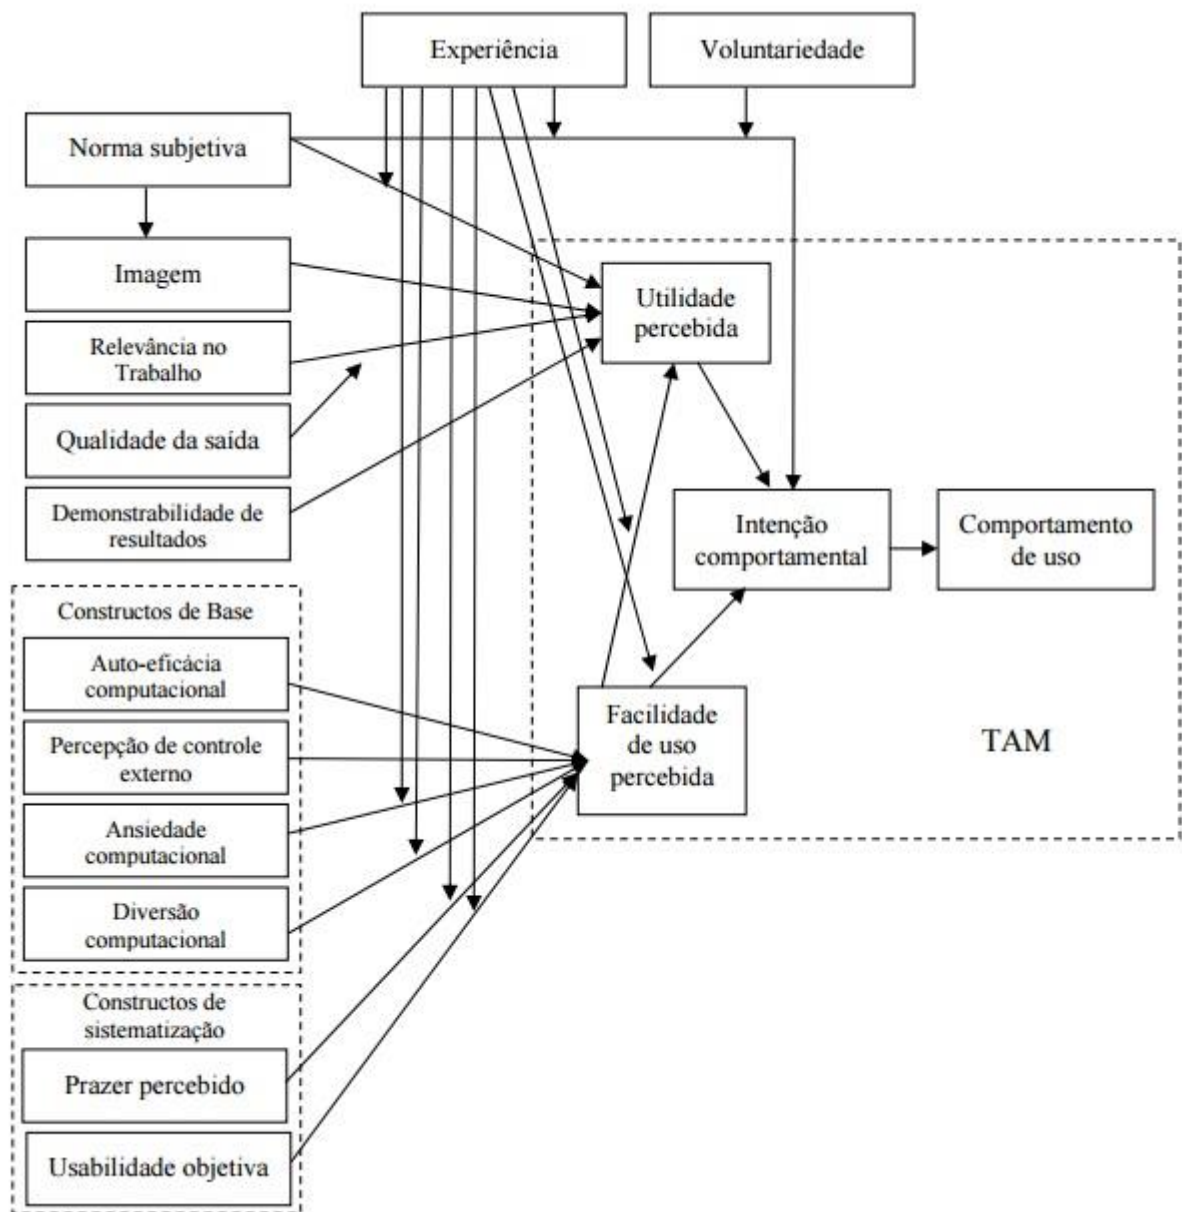 Experiência
Voluntariedade
Norma subjetiva
Imagem
Relevância no
Trabalho
Qualidade da saída
Demonstrabilidade de
resultados
Utilidade
percebida
Intenção
comportamental
Comportamento
de uso
Constructos de Base
Auto-eficácia
computacional
Percepção de controle
externo
Ansiedade
computacional
Diversão
computacional
Facilidade
de uso
percebida
TAM
Constructos de
sistematização
Prazer percebido
Usabilidade objetiva